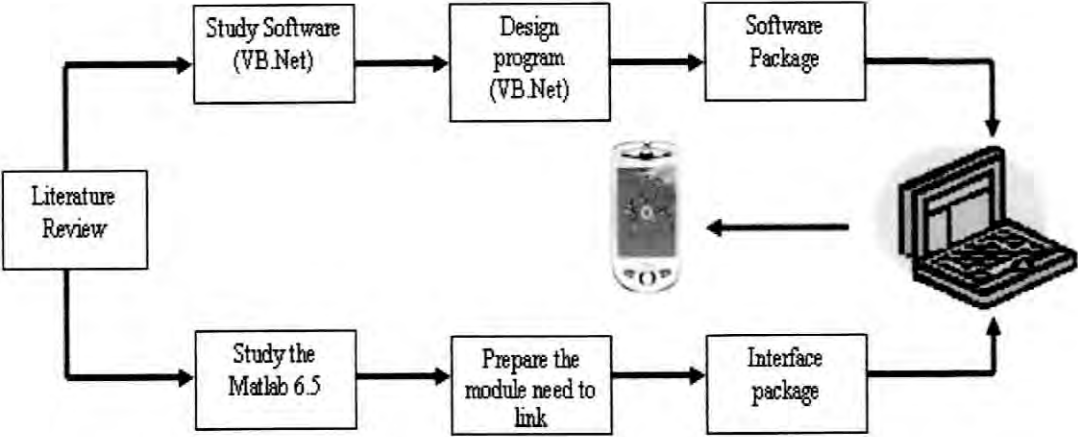 Study Software
(VB.Net)
Design
program
(VB.Net)
Software
Package
Literature
Review
Study the
Matlab 6.5
Prepare the
module need to
link
Interface
package